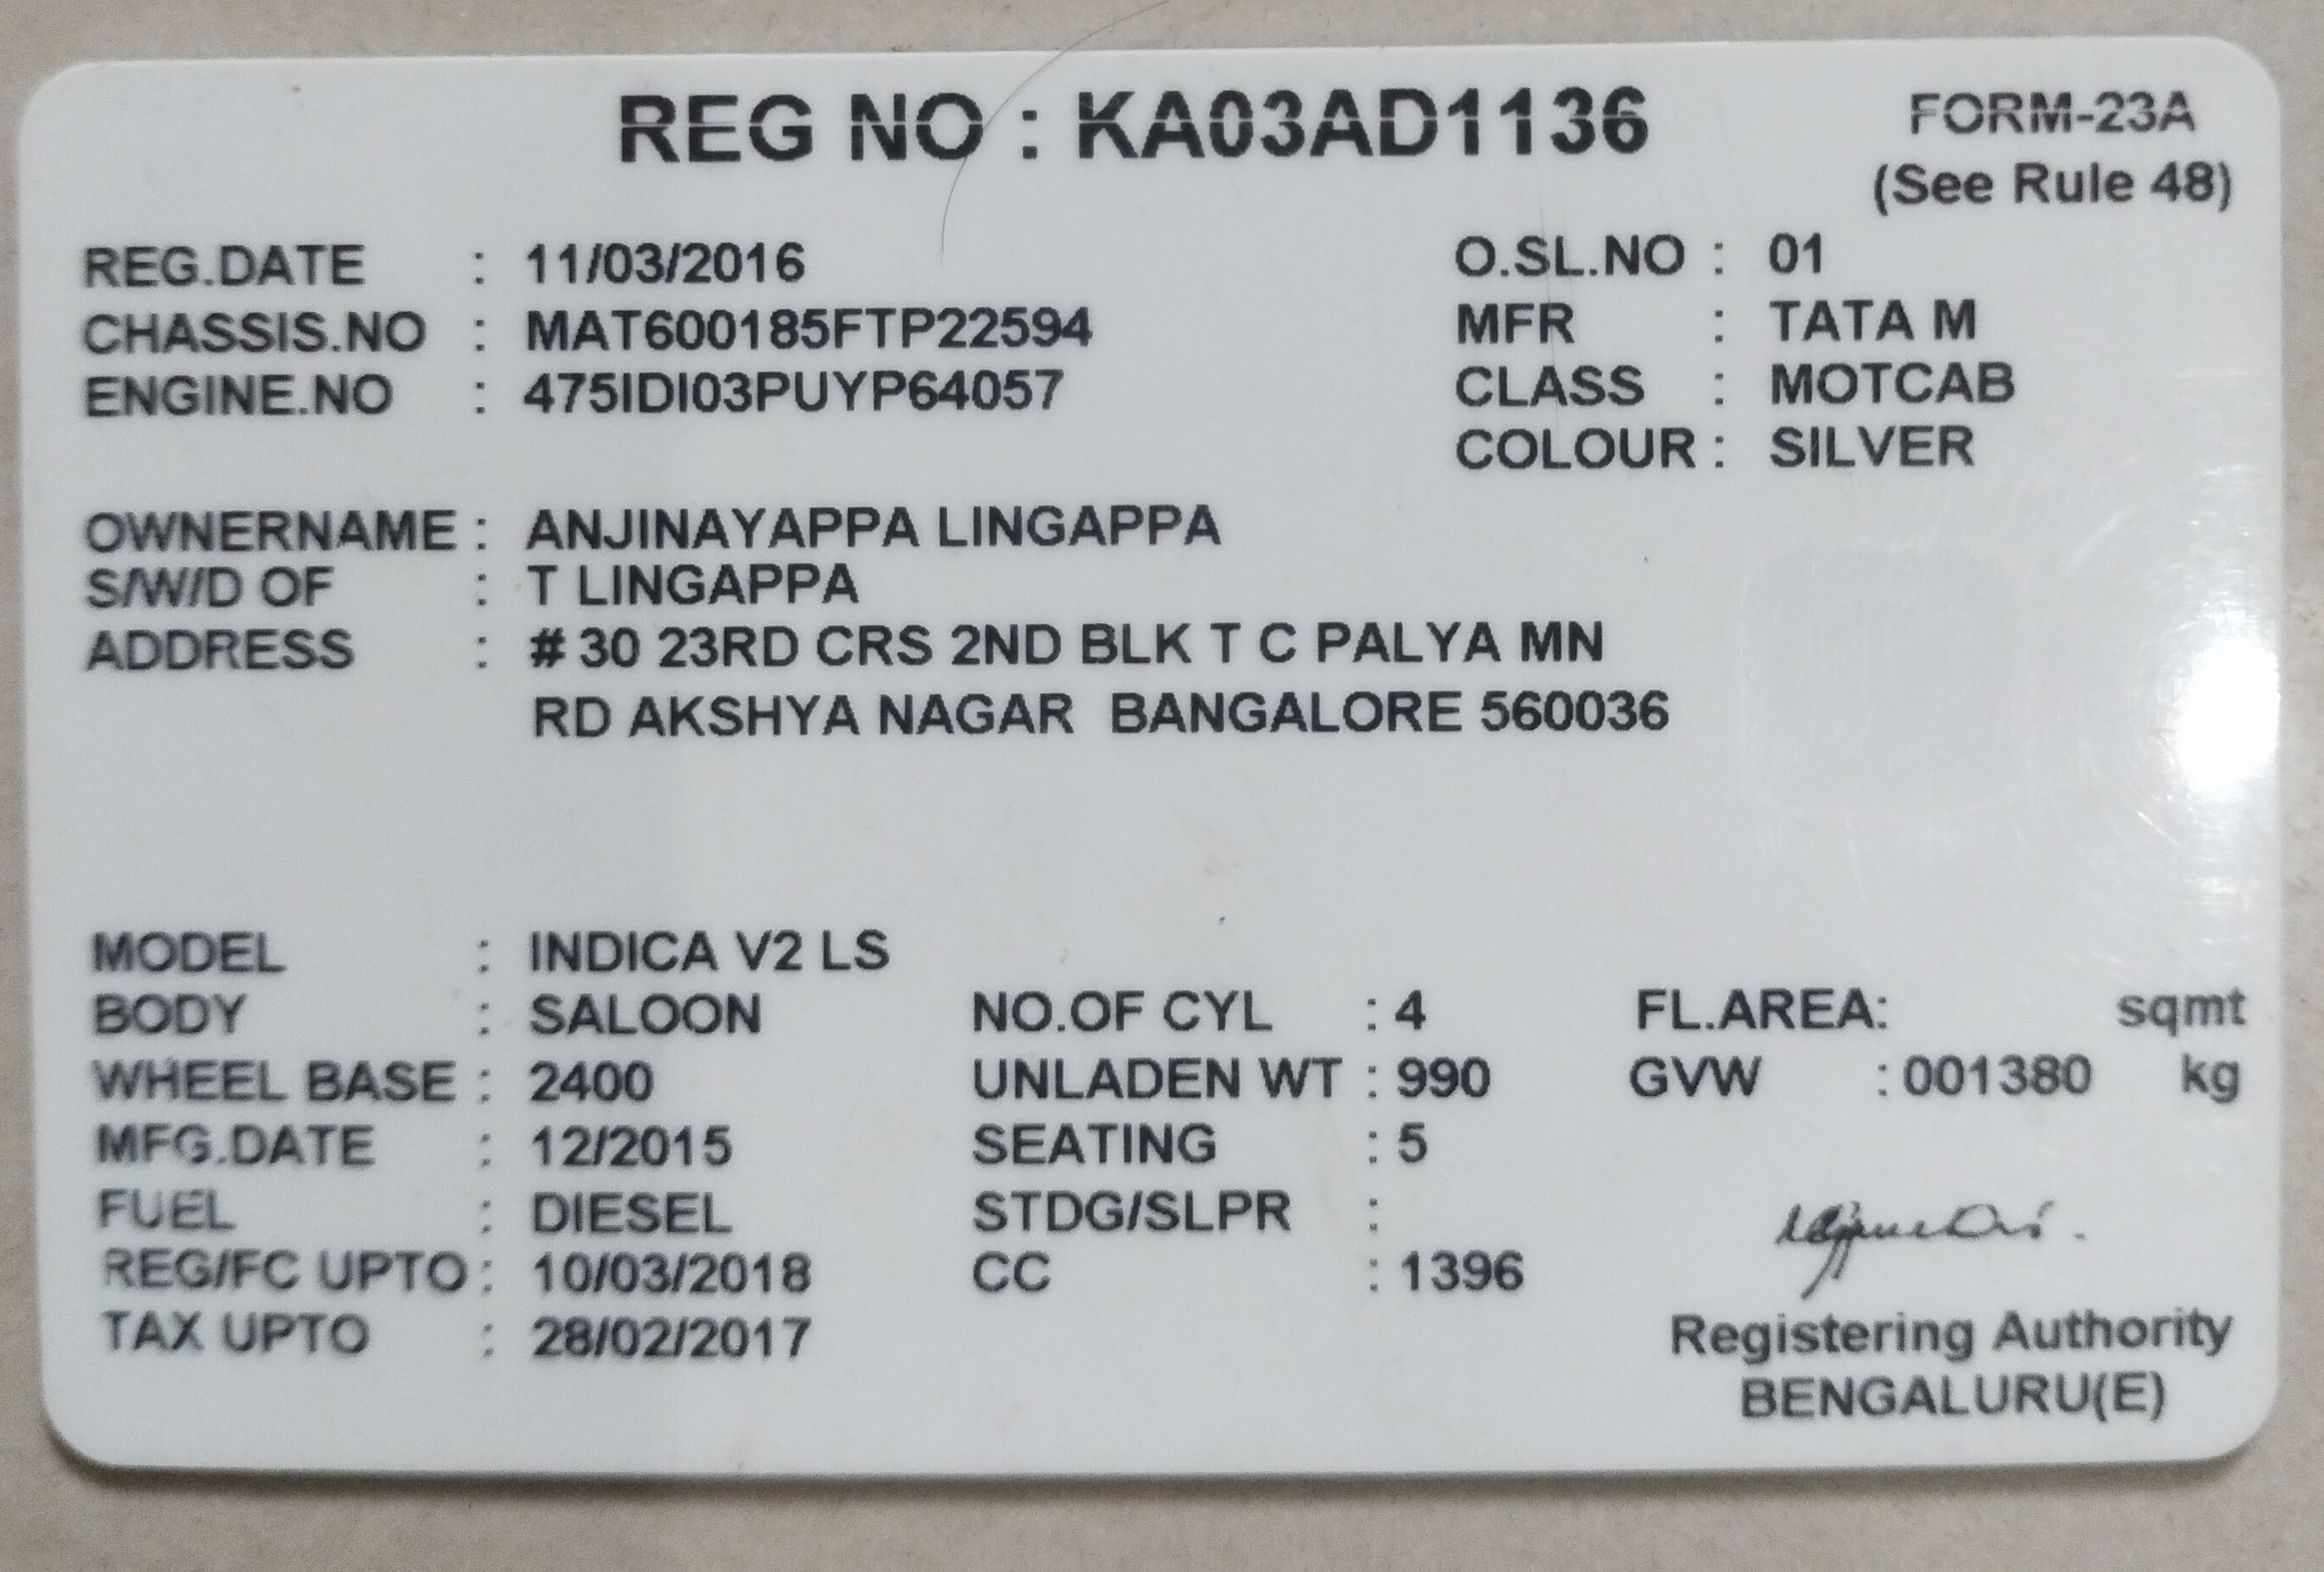 REG NO : KA03AD1136
FORM-23A
(See Rule 48)
REG.DATE : 11/03/2016
O.SL.NO : 01
CHASSIS.NO : MAT600185FTP22594
MFR : TATA M
ENGINE.NO : 475IDI03PUYP64057
CLASS : MOTCAB
COLOUR : SILVER
OWNERNAME : ANJINAYAPPA LINGAPPA
S/W/D OF : T LINGAPPA
ADDRESS : # 30 23RD CRS 2ND BLK T C PALYA MN
RD AKSHYA NAGAR BANGALORE 560036
MODEL : INDICA V2 LS
BODY : SALOON NO.OF CYL : 4 FL.AREA: sqmt
WHEEL BASE : 2400 UNLADEN WT : 990 GVW : 001380 kg
MFG.DATE : 12/2015 SEATING : 5
FUEL : DIESEL STDG/SLPR :
REG/FC UPTO : 10/03/2018 CC : 1396
TAX UPTO : 28/02/2017
Registering Authority
BENGALURU(E)